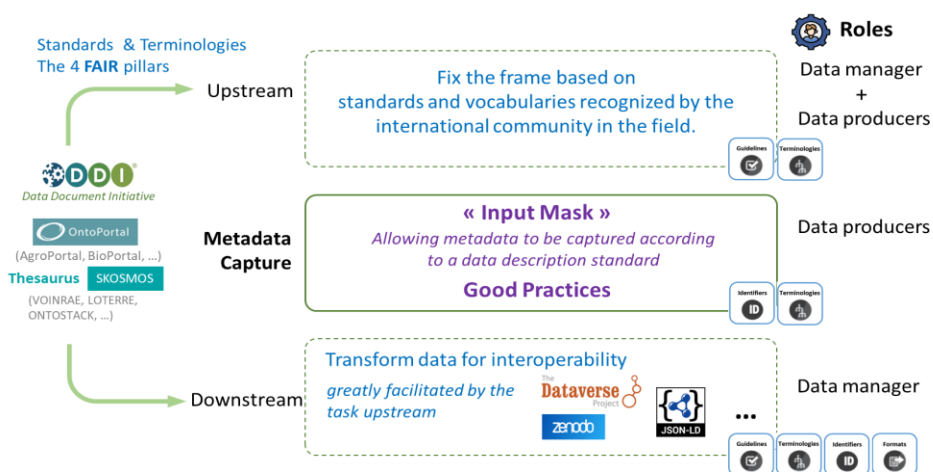 Standards & Terminologies
The 4 FAIR pillars
Roles
Upstream
Fix the frame based on
standards and vocabularies recognized by the
international community in the field.
Data manager
+
Data producers
Guidelines
Terminologies
DDI
Data Document Initiative
OntoPortal
(AgroPortal, BioPortal, ...)
Thesaurus
SKOSMOS
(VOINRAE, LOTERRE,
ONTOSTACK, ...)
Metadata
Capture
« Input Mask »
Allowing metadata to be captured according
to a data description standard
Good Practices
Data producers
Identifiers
ID
Terminologies
Downstream
Transform data for interoperability
greatly facilitated by the
task upstream
The
Dataverse
Project
zenodo
{ }
JSON-LD
...
Data manager
Guidelines
Terminologies
Identifiers
ID
Formats